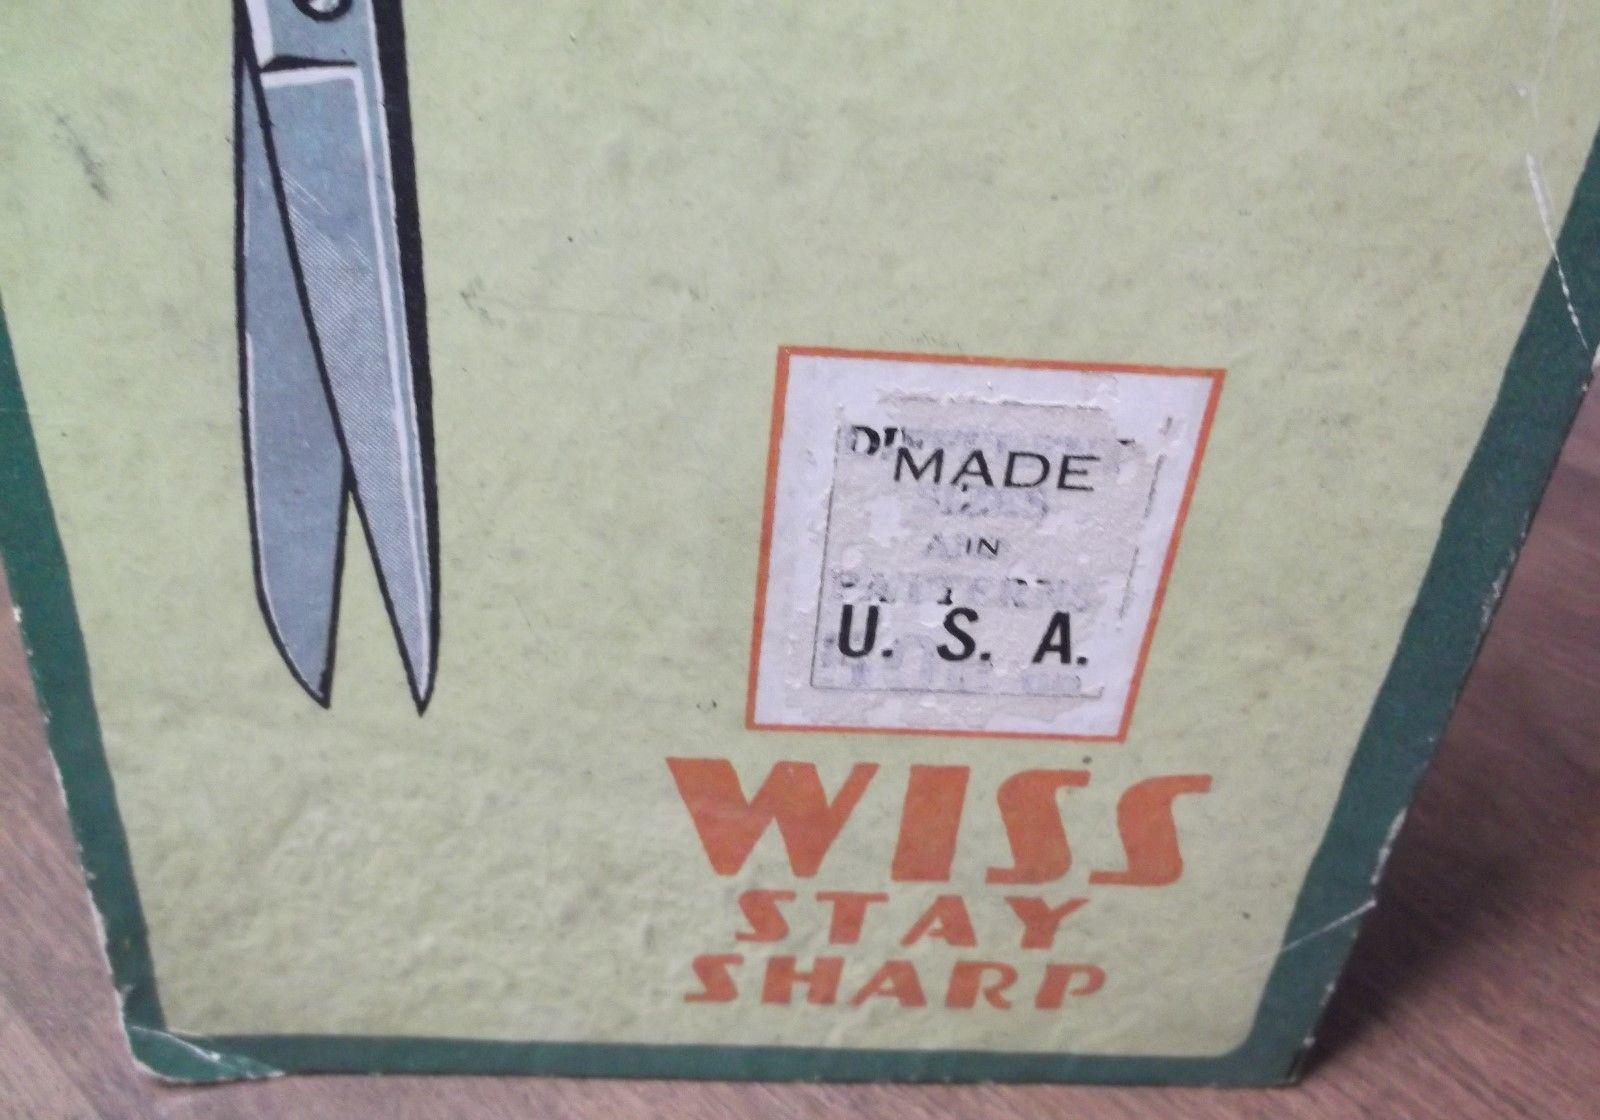 MADE
IN
U. S. A.
WISS
STAY
SHARP